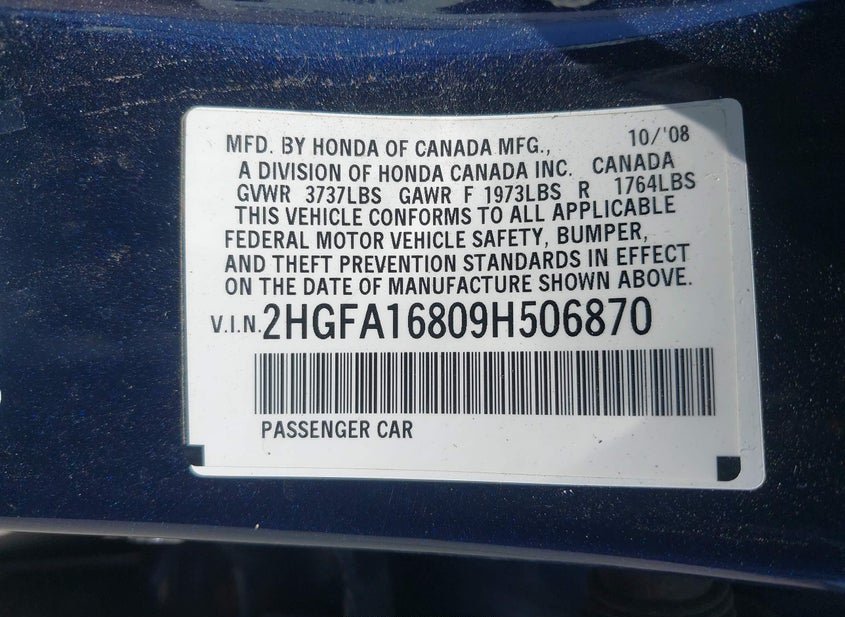 MFD. BY HONDA OF CANADA MFG., 10/'08
A DIVISION OF HONDA CANADA INC. CANADA
GVWR 3737LBS GAWR F 1973LBS R 1764LBS
THIS VEHICLE CONFORMS TO ALL APPLICABLE
FEDERAL MOTOR VEHICLE SAFETY, BUMPER,
AND THEFT PREVENTION STANDARDS IN EFFECT
ON THE DATE OF MANUFACTURE SHOWN ABOVE.
V.I.N. 2HGFA16809H506870
PASSENGER CAR